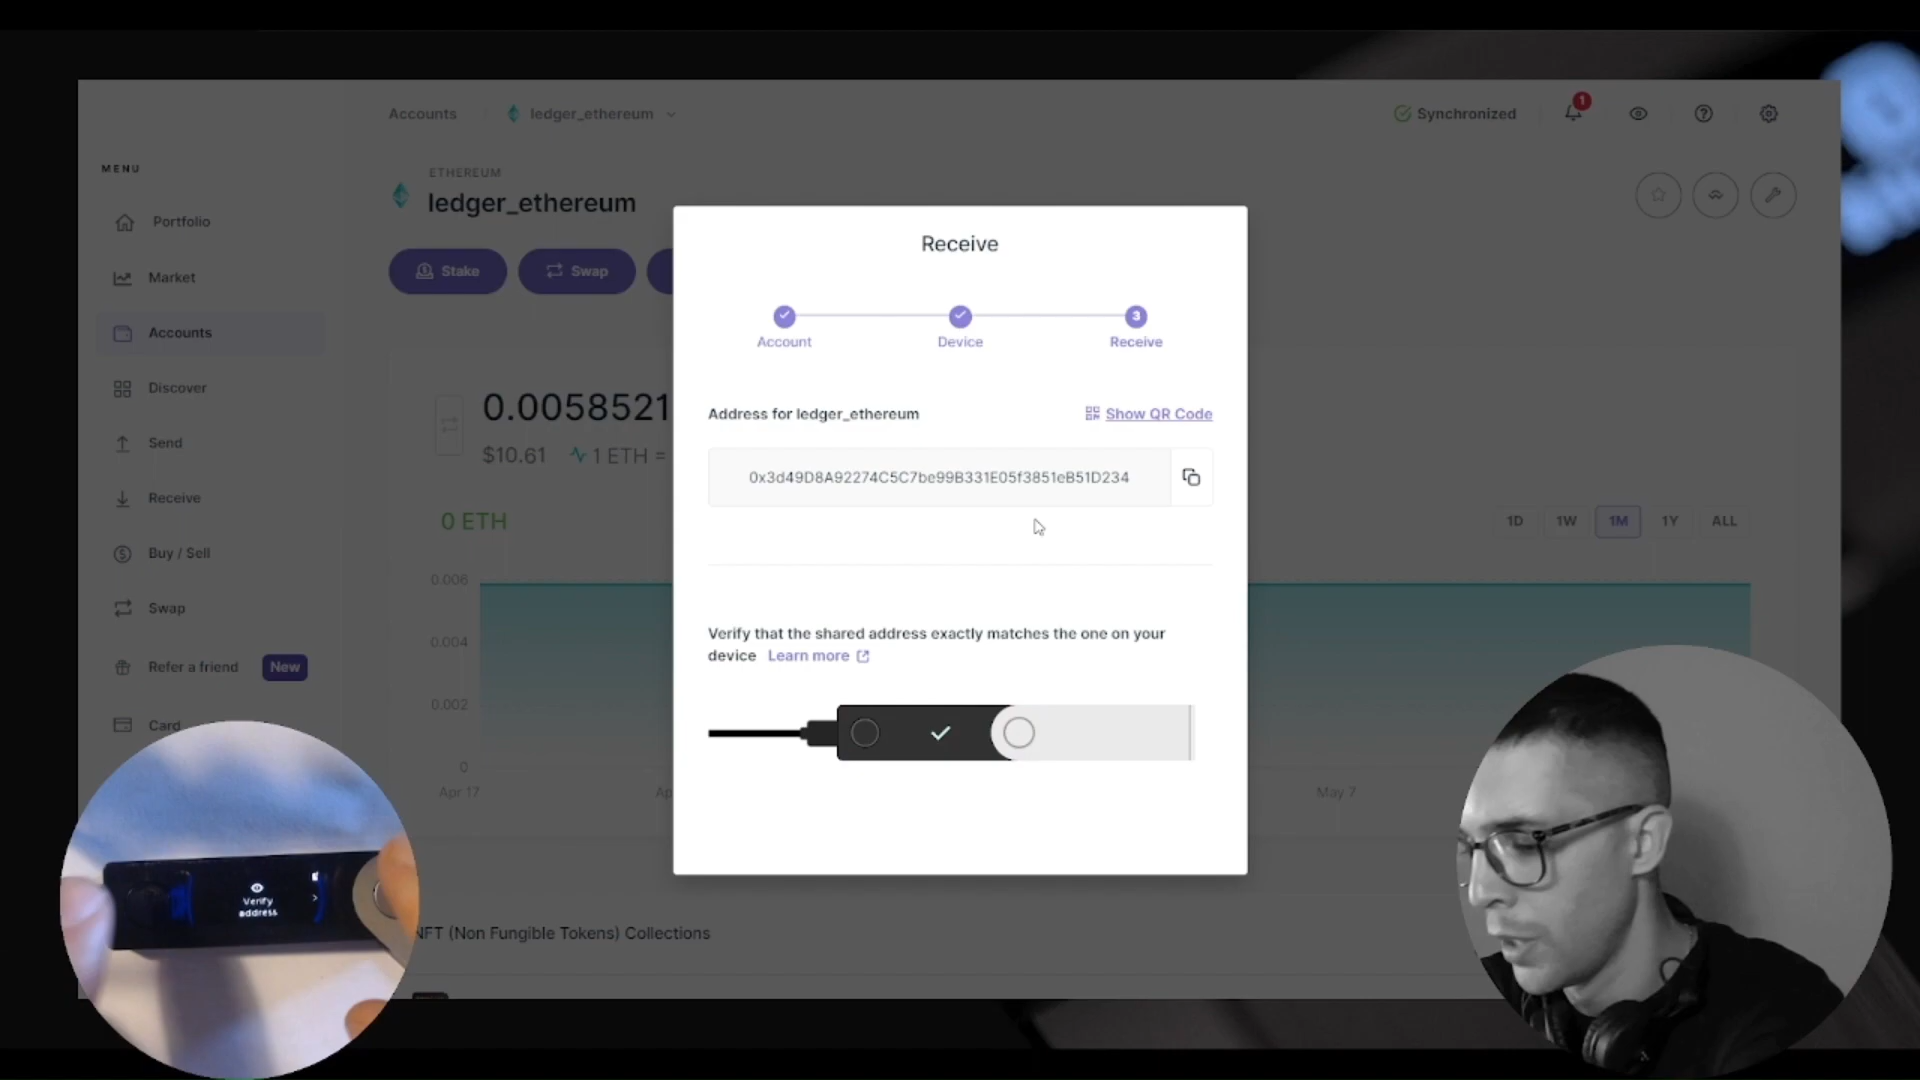 Accounts
ledger_ethereum
Synchronized
1
MENU
ETHEREUM
ledger_ethereum
Portfolio
Market
Accounts
Discover
Send
Receive
Buy / Sell
Swap
Refer a friend
New
Card
Stake
Swap
0.0058521
$10.61
1 ETH =
0 ETH
1D
1W
1M
1Y
ALL
0.006
0.004
0.002
0
Apr 17
Ap
May 7
NFT (Non Fungible Tokens) Collections
Receive
Account
Device
3
Receive
Address for ledger_ethereum
Show QR Code
0x3d49D8A92274C5C7be99B331E05f3851eB51D234
Verify that the shared address exactly matches the one on your
device Learn more
Verify
address